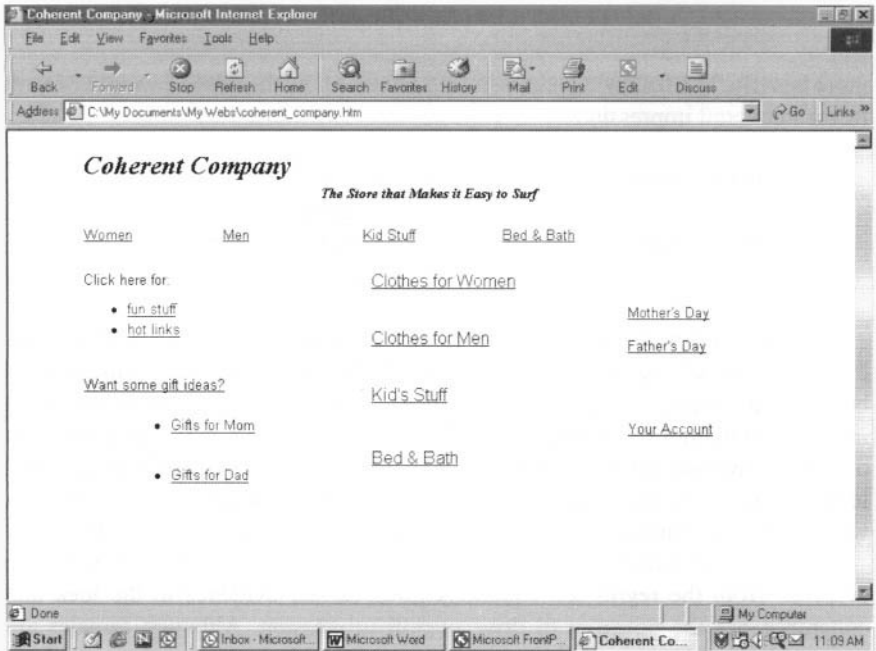 Coherent Company - Microsoft Internet Explorer
File Edit View Favorites Tools Help
Back Forward Stop Refresh Home Search Favorites History Mail Print Edit Discuss
Address C:\My Documents\My Webs\coherent_company.htm Go Links »
Coherent Company
The Store that Makes it Easy to Surf
Women Men Kid Stuff Bed & Bath
Click here for:
• fun stuff
• hot links
Want some gift ideas?
• Gifts for Mom
• Gifts for Dad
Clothes for Women
Clothes for Men
Kid's Stuff
Bed & Bath
Mother's Day
Father's Day
Your Account
Done My Computer
Start Inbox - Microsoft... Microsoft Word Microsoft FrontP... Coherent Co... 11:09 AM